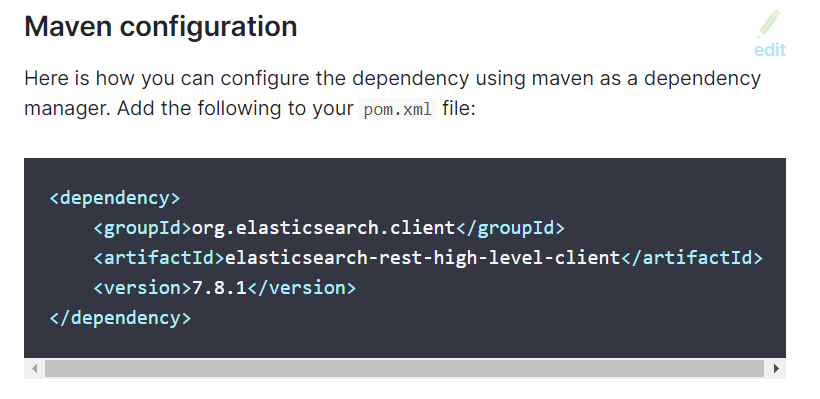 Maven configuration
edit
Here is how you can configure the dependency using maven as a dependency
manager. Add the following to your pom.xml file:
<dependency>
    <groupId>org.elasticsearch.client</groupId>
    <artifactId>elasticsearch-rest-high-level-client</artifactId>
    <version>7.8.1</version>
</dependency>